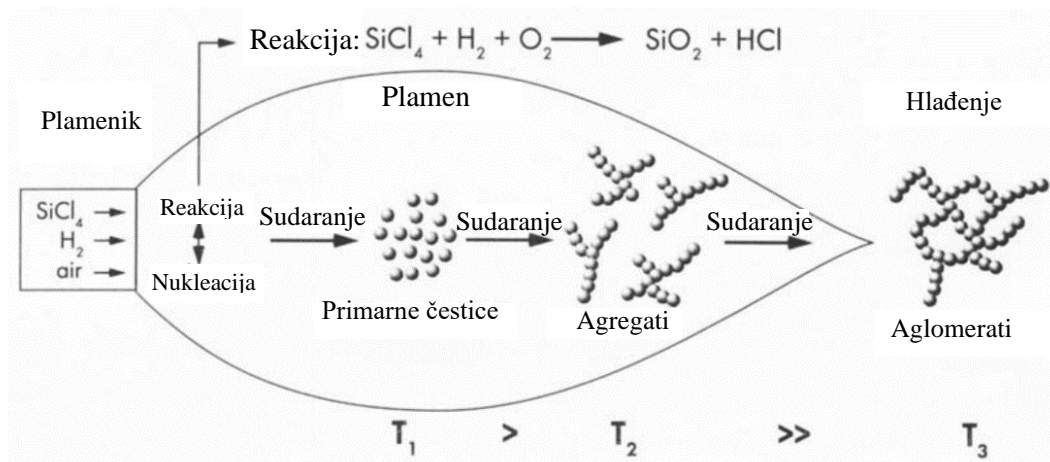 Reakcija: SiCl₄ + H₂ + O₂ → SiO₂ + HCl
Plamen
Hlađenje
Plamenik
SiCl₄
H₂
air
Reakcija
Nukleacija
Sudaranje
Sudaranje
Sudaranje
Primarne čestice
Agregati
Aglomerati
T₁ > T₂ >> T₃